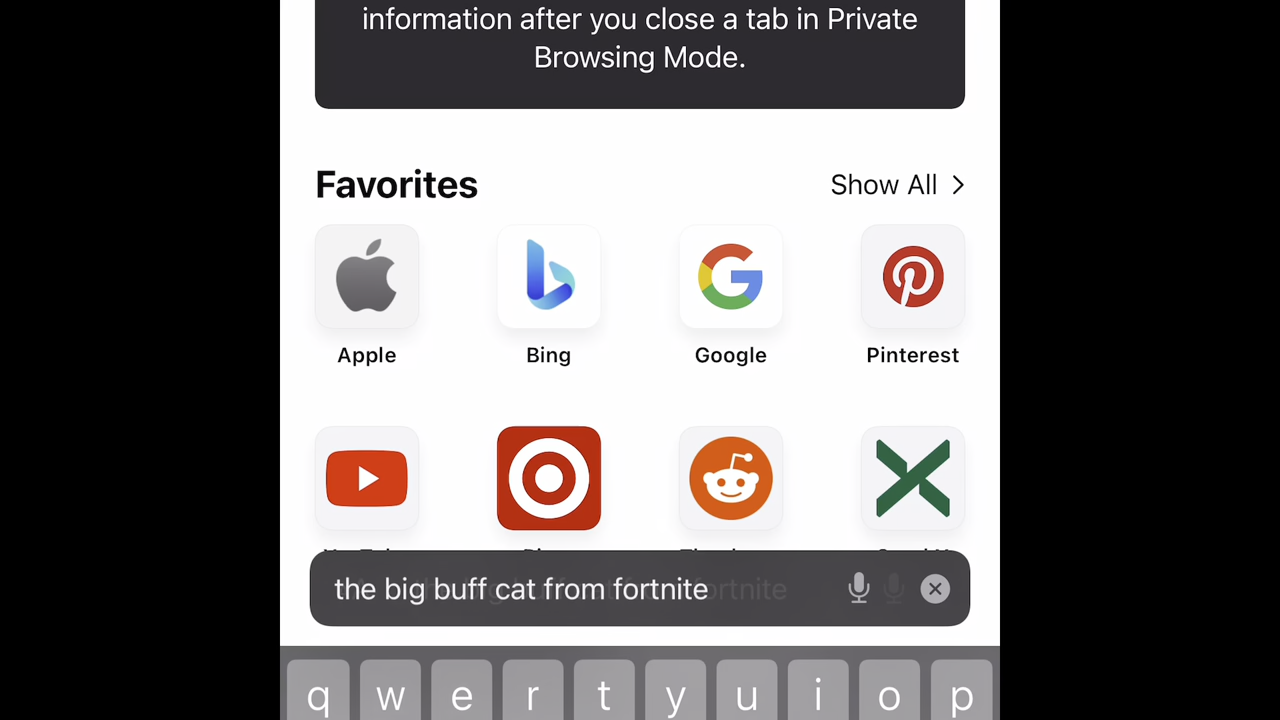 information after you close a tab in Private
Browsing Mode.
Favorites
Show All
Apple
Bing
Google
Pinterest
the big buff cat from fortnite
q w e r t y u i o p